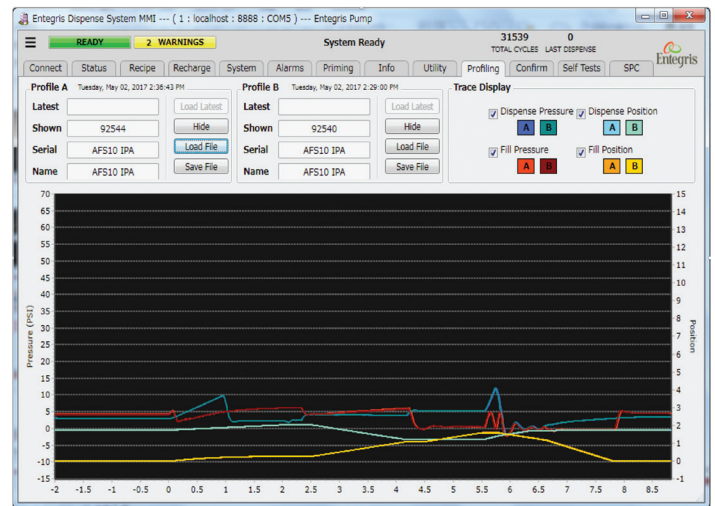 Entegris Dispense System MMI --- ( 1 : localhost : 8888 : COM5 ) --- Entegris Pump
READY
2 WARNINGS
System Ready
31539 0
TOTAL CYCLES LAST DISPENSE
Entegris
Connect Status Recipe Recharge System Alarms Priming Info Utility Profiling Confirm Self Tests SPC
Profile A Tuesday, May 02, 2017 2:36:43 PM
Latest Load Latest
Shown 92544 Hide
Serial AFS10 IPA Load File
Name AFS10 IPA Save File
Profile B Tuesday, May 02, 2017 2:29:00 PM
Latest Load Latest
Shown 92540 Hide
Serial AFS10 IPA Load File
Name AFS10 IPA Save File
Trace Display
Dispense Pressure Dispense Position
A B A B
Fill Pressure Fill Position
A B A B
Pressure (PSI)
70
65
60
55
50
45
40
35
30
25
20
15
10
5
0
-5
-10
-15
15
14
13
12
11
10
9
8
7
6
5
4
3
2
1
0
-1
Position
-2 -1.5 -1 -0.5 0 0.5 1 1.5 2 2.5 3 3.5 4 4.5 5 5.5 6 6.5 7 7.5 8 8.5